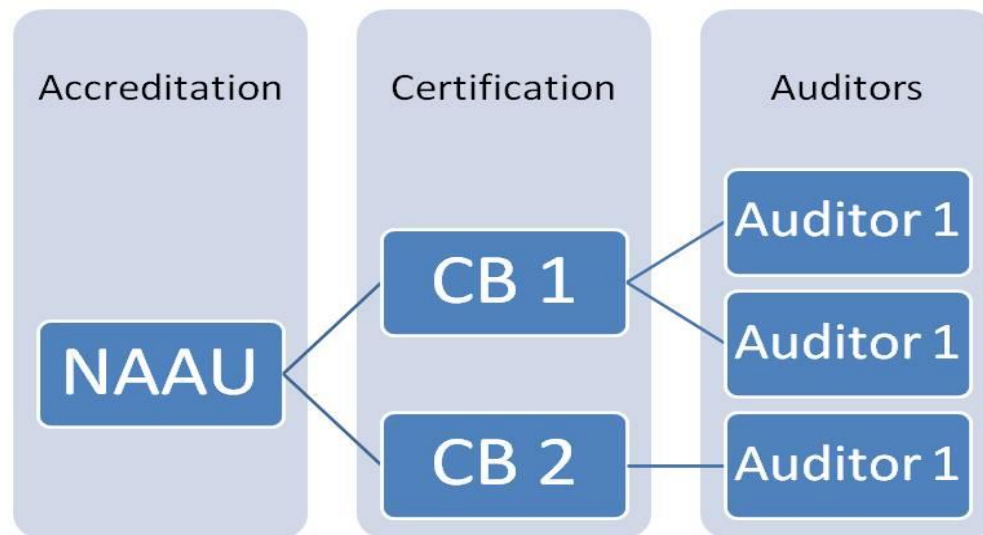 Accreditation
Certification
Auditors
NAAU
CB 1
CB 2
Auditor 1
Auditor 1
Auditor 1